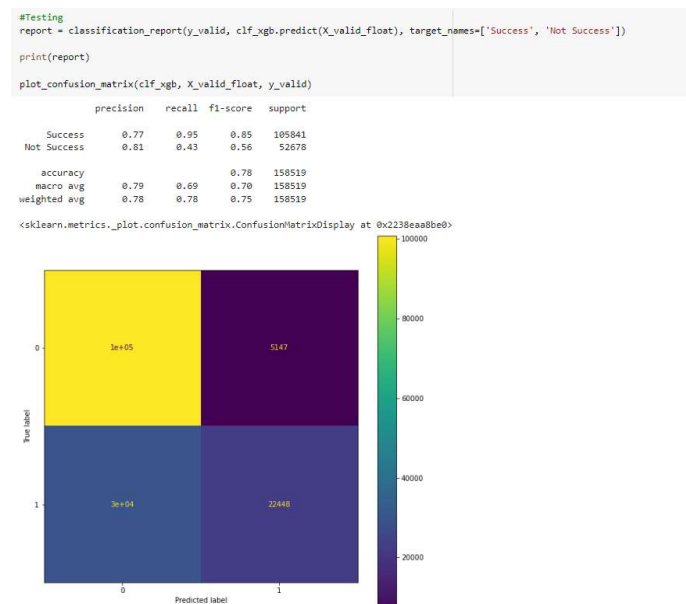 #Testing
report = classification_report(y_valid, clf_xgb.predict(X_valid_float), target_names=['Success', 'Not Success'])
print(report)
plot_confusion_matrix(clf_xgb, X_valid_float, y_valid)
precision recall f1-score support
Success 0.77 0.95 0.85 105841
Not Success 0.81 0.43 0.56 52678
accuracy 0.78 158519
macro avg 0.79 0.69 0.70 158519
weighted avg 0.78 0.78 0.75 158519
<sklearn.metrics._plot.confusion_matrix.ConfusionMatrixDisplay at 0x2238eaa8be0>
100000
80000
0 1e+05 5147
60000
True label
40000
1 3e+04 22448
20000
0 1
Predicted label